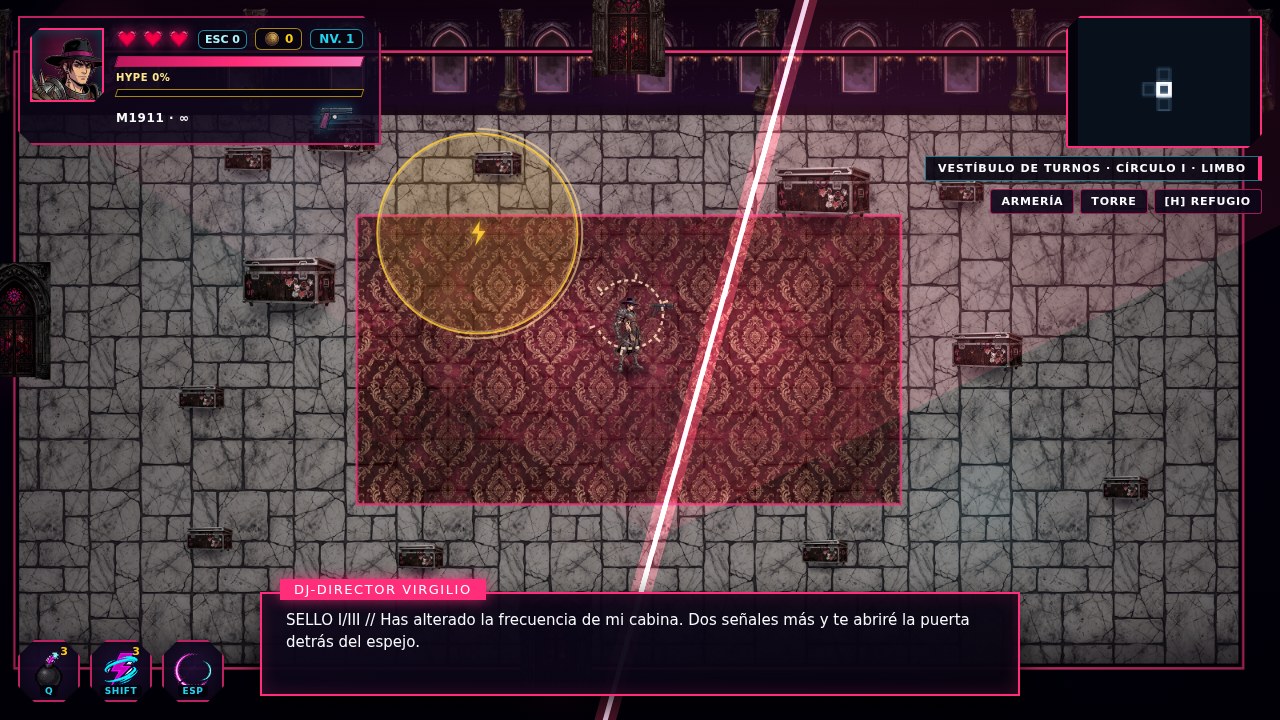 ESC 0
0
NV. 1
HYPE 0%
M1911 · ∞
VESTÍBULO DE TURNOS · CÍRCULO I · LIMBO
ARMERÍA
TORRE
[H] REFUGIO
DJ-DIRECTOR VIRGILIO
SELLO I/III // Has alterado la frecuencia de mi cabina. Dos señales más y te abriré la puerta
detrás del espejo.
3
Q
3
SHIFT
ESP